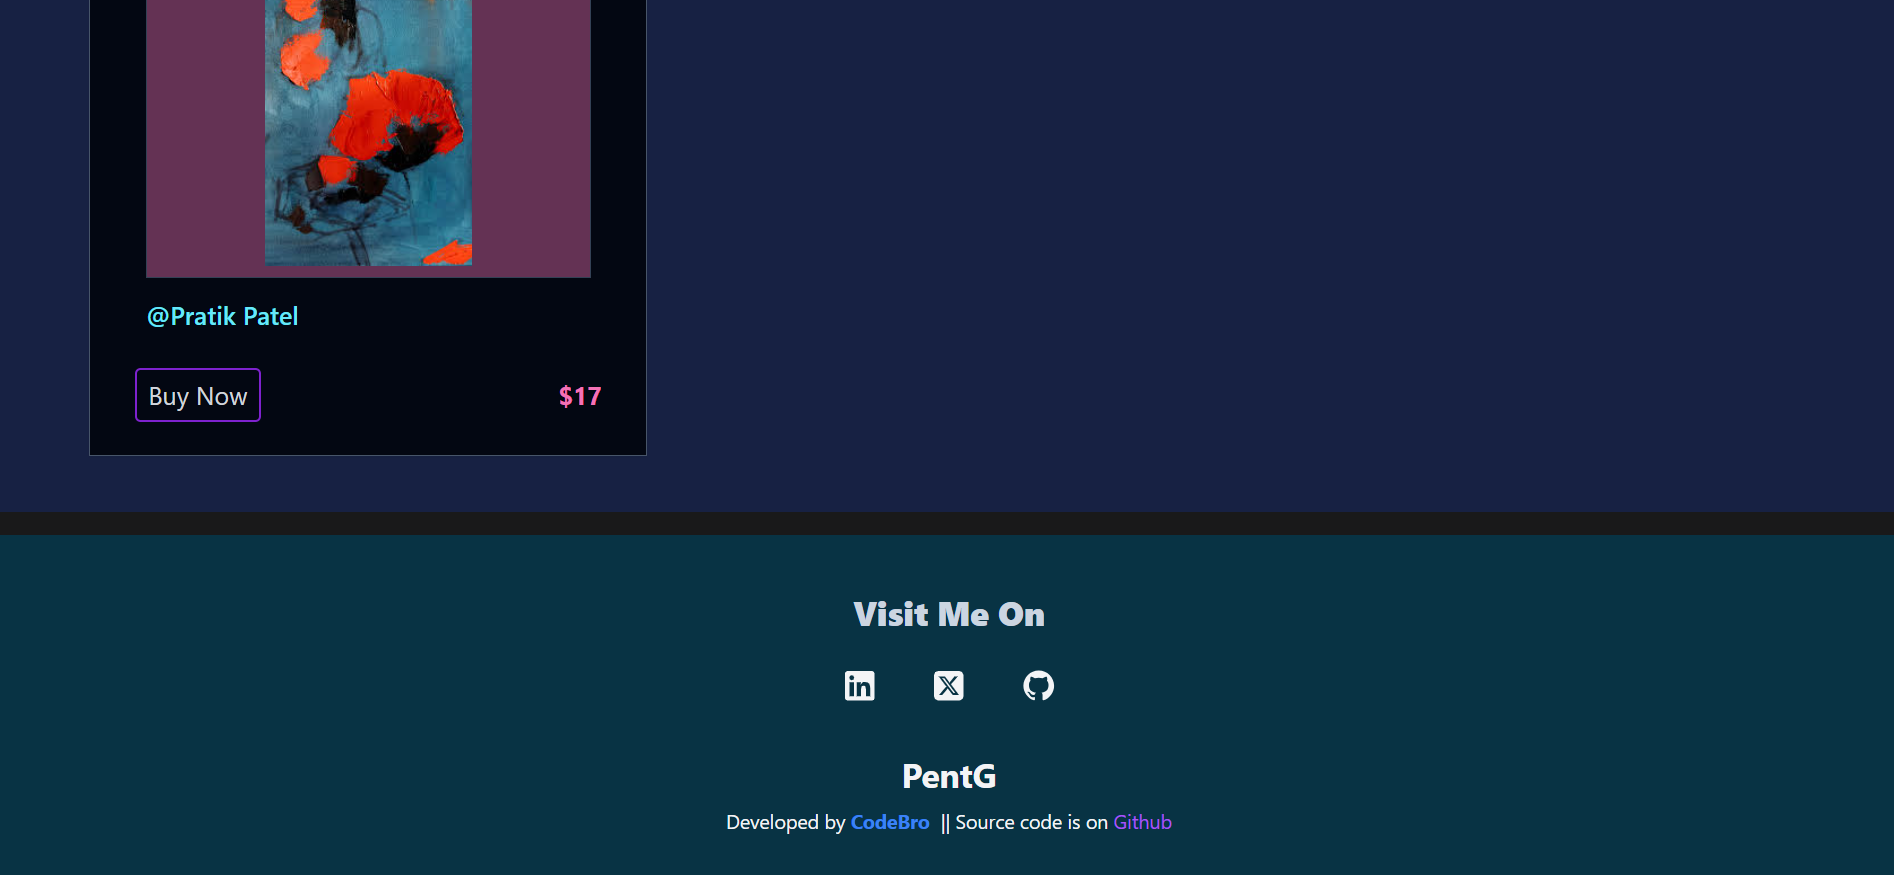 @Pratik Patel
Buy Now
$17
Visit Me On
PentG
Developed by CodeBro || Source code is on Github